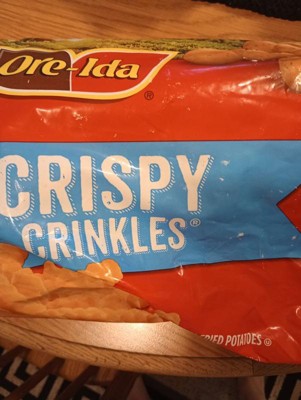 Ore-Ida
CRISPY
CRINKLES®
FRIED POTATOES